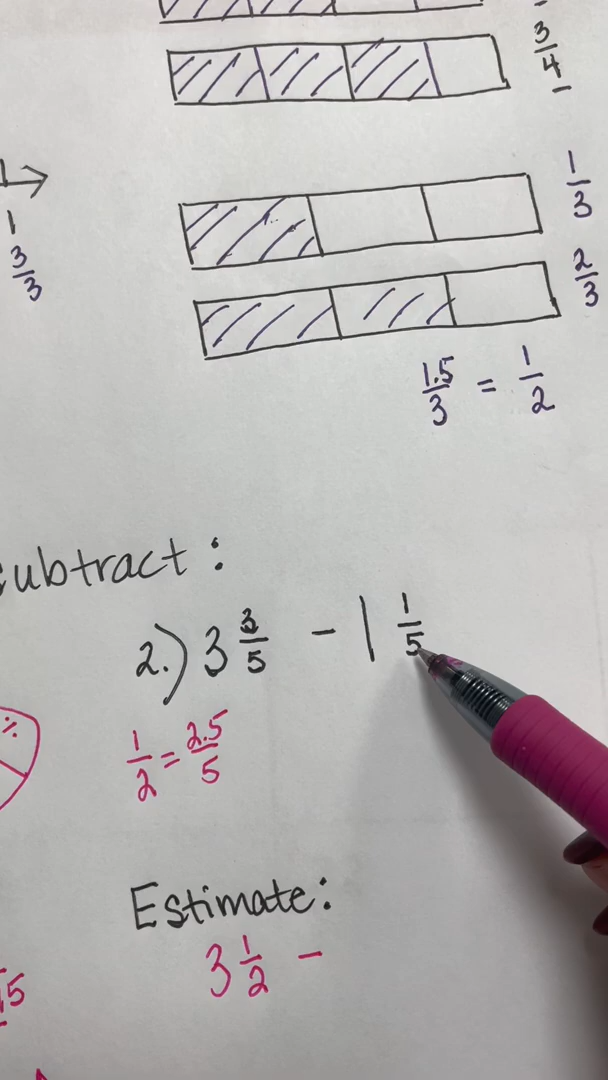 3/4
1
3/3
1/3
2/3
1.5/3 = 1/2
ubtract:
2.) 3 3/5 - 1 1/5
÷
1/2 = 2.5/5
Estimate:
3 1/2 -
15